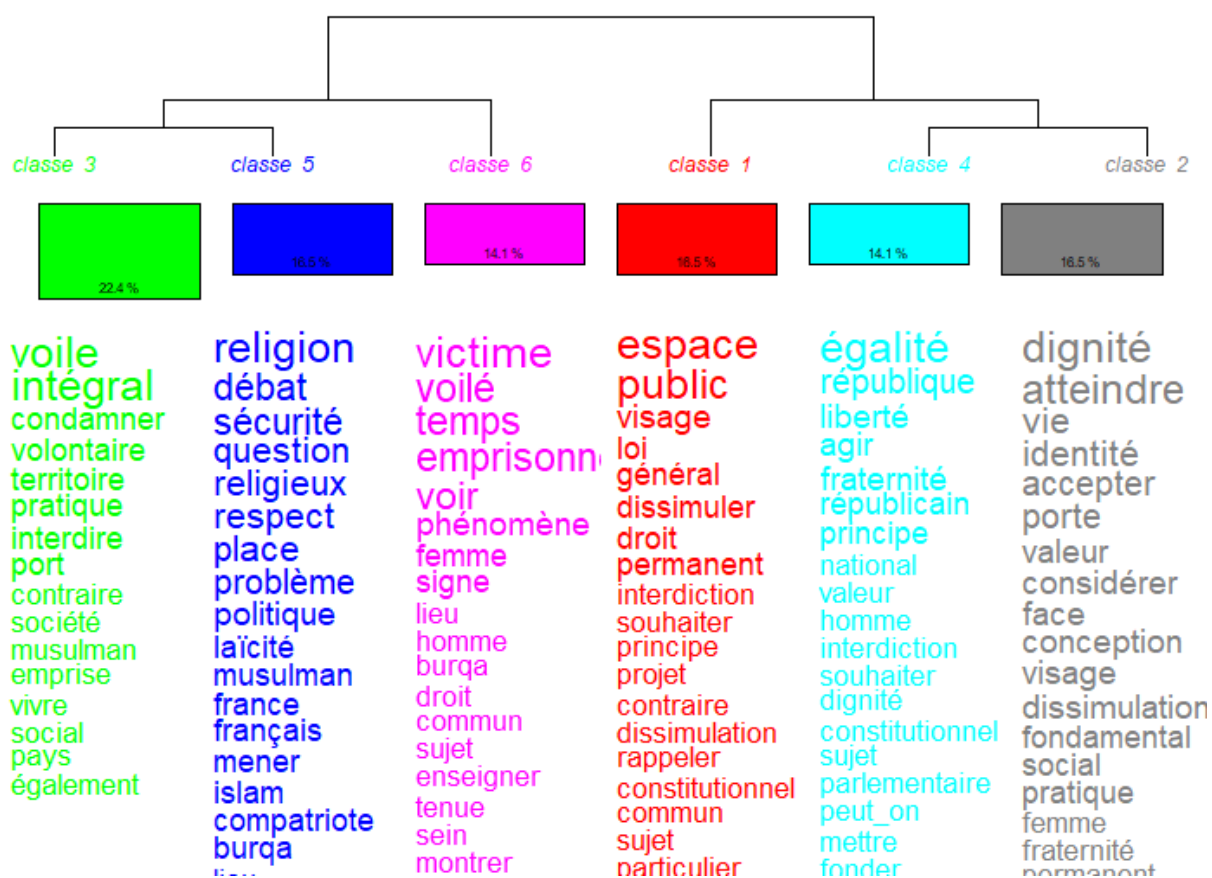 classe 3
classe 5
classe 6
classe 1
classe 4
classe 2
22.4 %
16.5 %
14.1 %
16.5 %
14.1 %
16.5 %
voile
intégral
condamner
volontaire
territoire
pratique
interdire
port
contraire
société
musulman
emprise
vivre
social
pays
également
religion
débat
sécurité
question
religieux
respect
place
problème
politique
laïcité
musulman
france
français
mener
islam
compatriote
burqa
victime
voilé
temps
emprisonn
voir
phénomène
femme
signe
lieu
homme
burqa
droit
commun
sujet
enseigner
tenue
sein
montrer
espace
public
visage
loi
général
dissimuler
droit
permanent
interdiction
souhaiter
principe
projet
contraire
dissimulation
rappeler
constitutionnel
commun
sujet
particulier
égalité
république
liberté
agir
fraternité
républicain
principe
national
valeur
homme
interdiction
souhaiter
dignité
constitutionnel
sujet
parlementaire
peut_on
mettre
fonder
dignité
atteindre
vie
identité
accepter
porte
valeur
considérer
face
conception
visage
dissimulation
fondamental
social
pratique
femme
fraternité
permanent